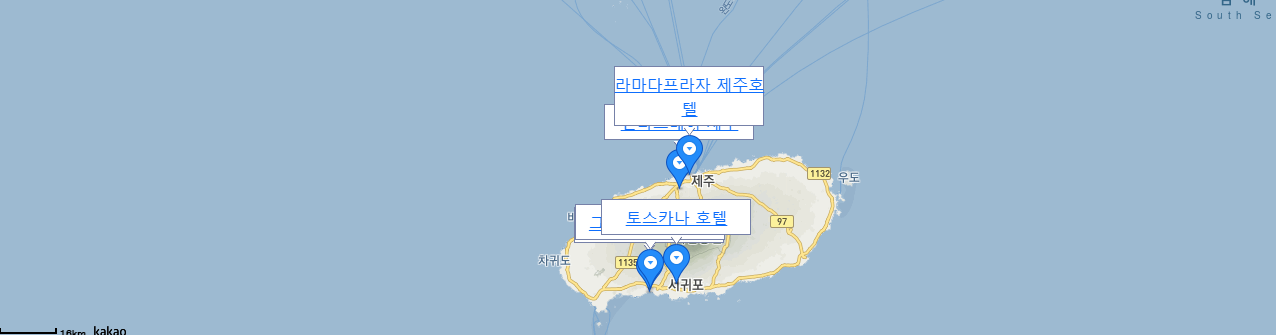 South Se
라마다프라자 제주호
텔
제주
1132
우도
토스카나 호텔
97
차귀도
1135
서귀포
16km
kakao